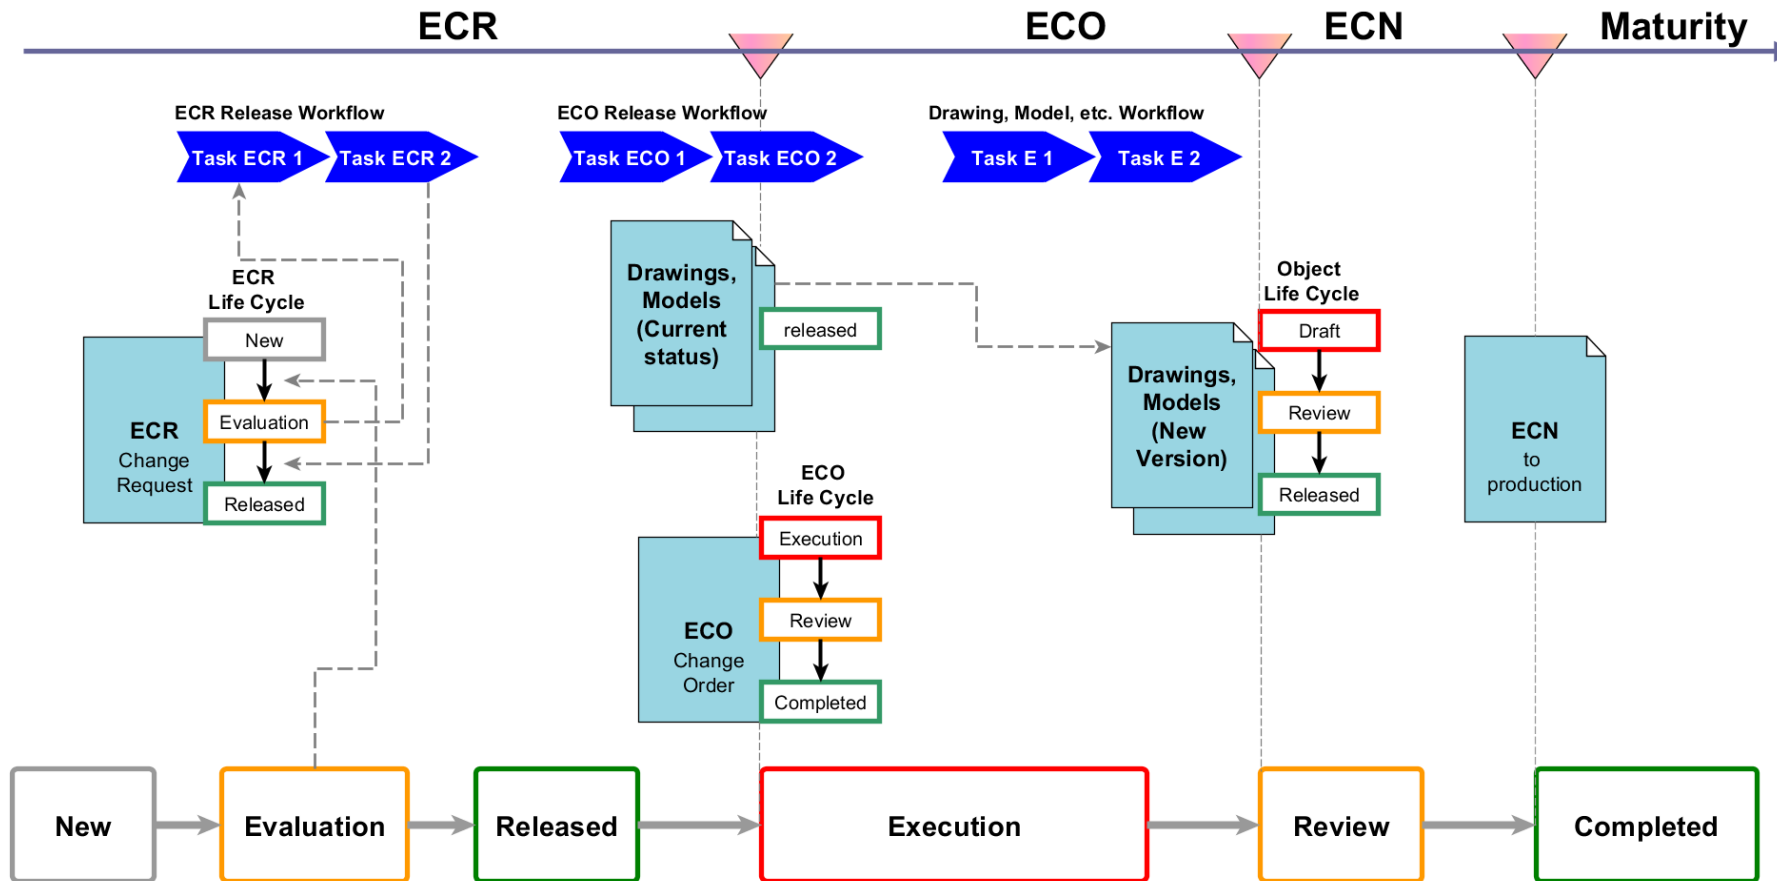 ECR
ECO
ECN
Maturity
ECR Release Workflow
ECO Release Workflow
Drawing, Model, etc. Workflow
Task ECR 1
Task ECR 2
Task ECO 1
Task ECO 2
Task E 1
Task E 2
ECR
Life Cycle
New
Evaluation
Released
ECR
Change
Request
Drawings,
Models
(Current
status)
released
ECO
Life Cycle
Execution
Review
Completed
ECO
Change
Order
Object
Life Cycle
Draft
Review
Released
Drawings,
Models
(New
Version)
ECN
to
production
New
Evaluation
Released
Execution
Review
Completed